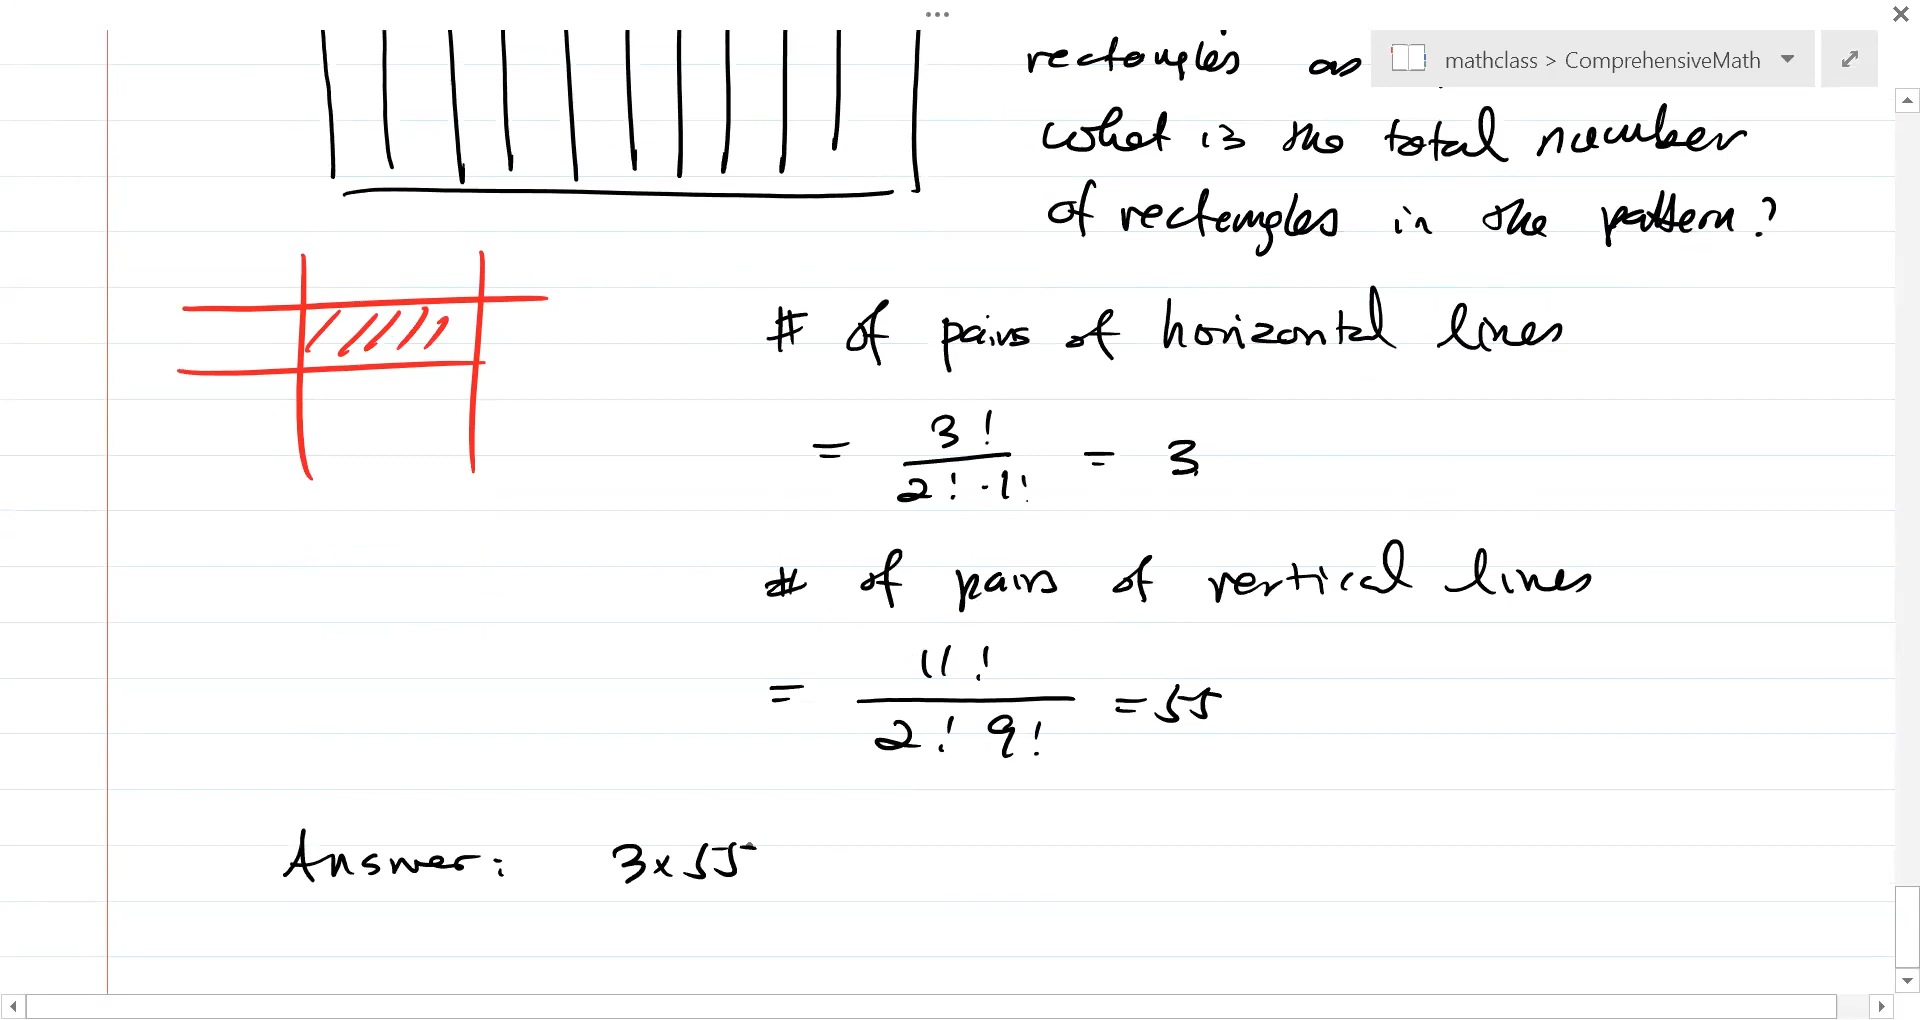 rectangles as
mathclass > ComprehensiveMath
what is the total number
of rectangles in the pattern?
# of pairs of horizontal lines
= 3! / 2! · 1! = 3
# of pairs of vertical lines
= 11! / 2! 9! = 55
Answer: 3 x 55